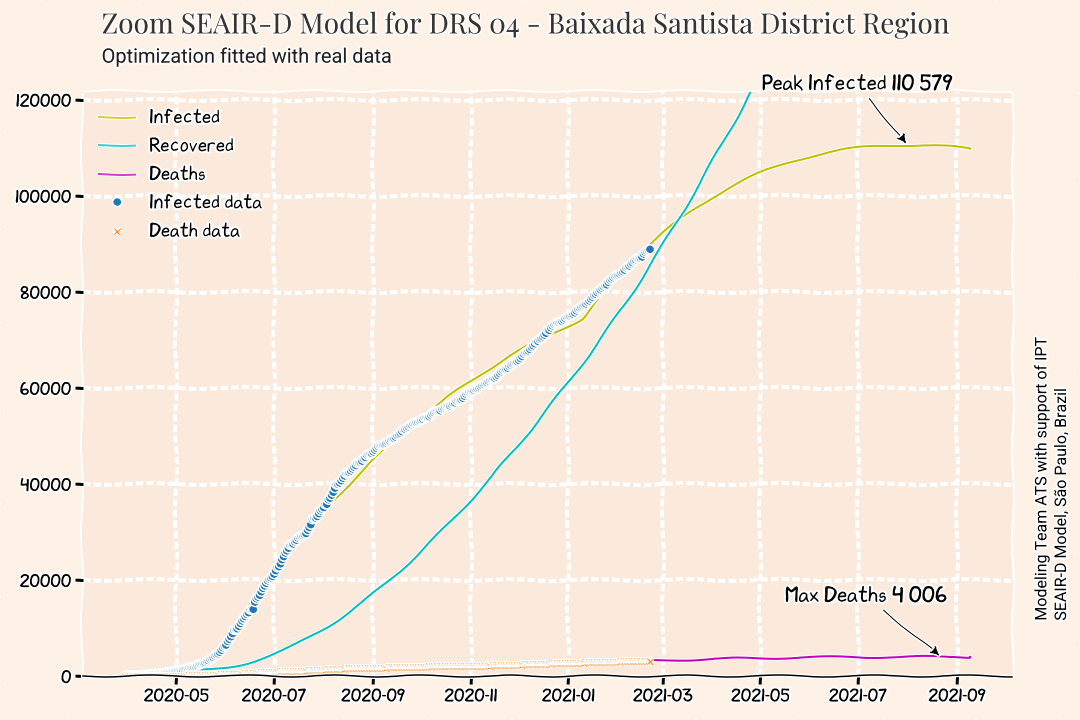 Zoom SEAIR-D Model for DRS 04 - Baixada Santista District Region
Optimization fitted with real data
Peak Infected 110 579
120000
100000
80000
60000
40000
20000
0
Infected
Recovered
Deaths
Infected data
Death data
Max Deaths 4 006
2020-05
2020-07
2020-09
2020-11
2021-01
2021-03
2021-05
2021-07
2021-09
Modeling Team ATS with support of IPT
SEAIR-D Model, São Paulo, Brazil